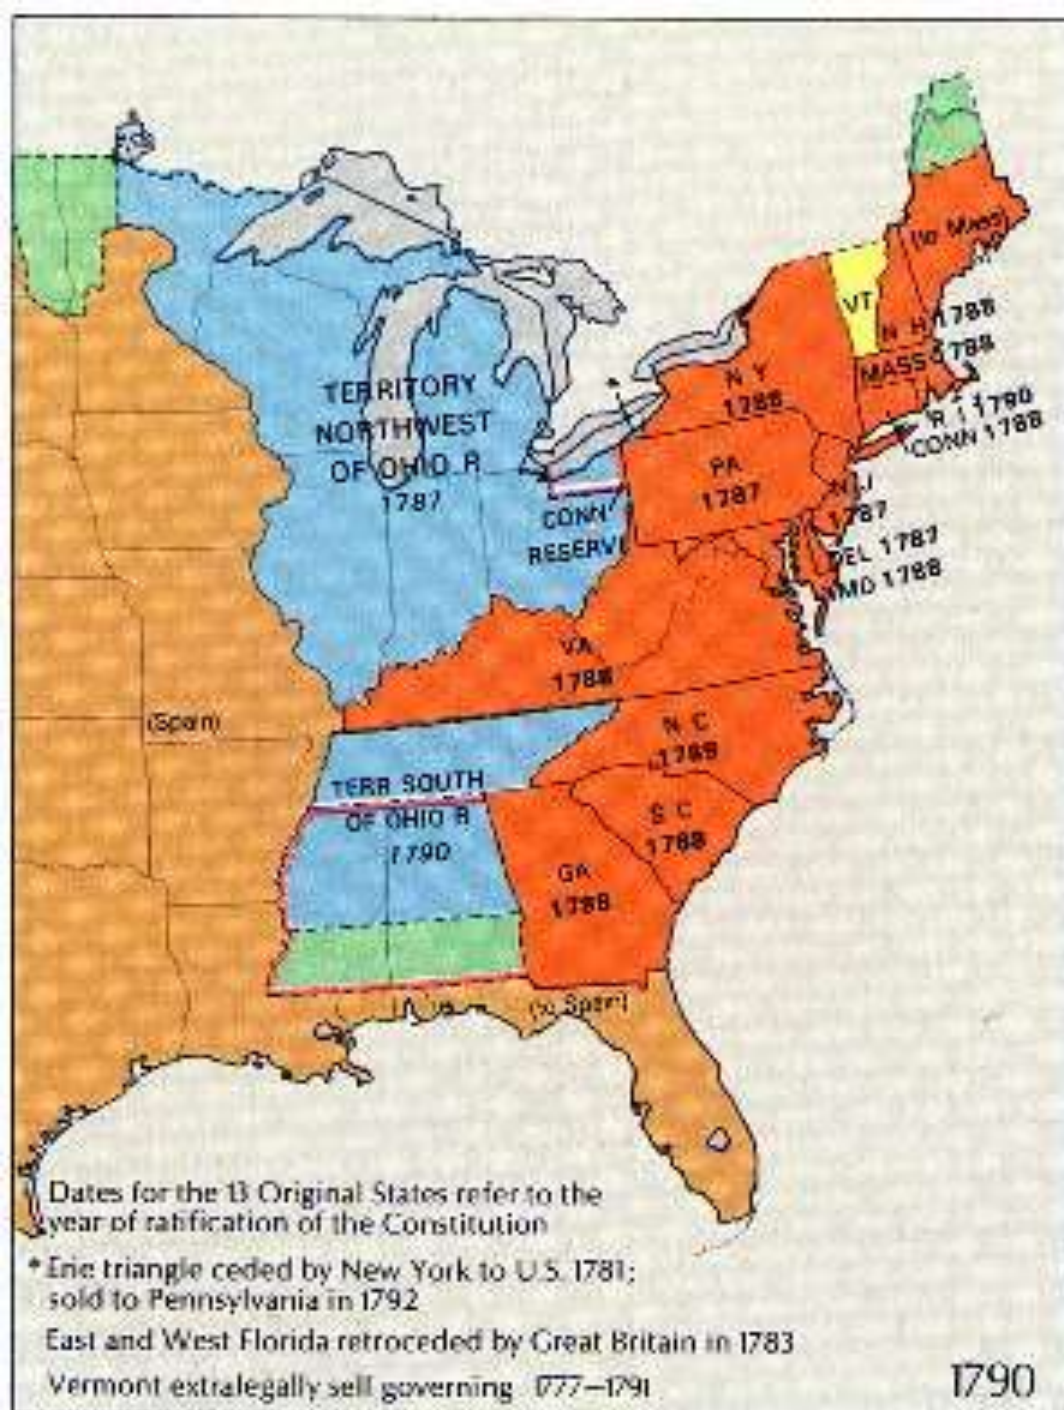 (to Mass)
VT
N H 1788
MASS 1788
N Y
1788
R I 1790
CONN 1788
TERRITORY
NORTHWEST
OF OHIO R
1787
PA
1787
N J
1787
CONN
RESERV
DEL 1787
MD 1788
VA
1788
(Spain)
N C
1789
TERR SOUTH
OF OHIO R
1790
S C
1788
GA
1788
(to Spain)
Dates for the 13 Original States refer to the
year of ratification of the Constitution
*Erie triangle ceded by New York to U.S. 1781;
sold to Pennsylvania in 1792
East and West Florida retroceded by Great Britain in 1783
Vermont extralegally self governing 1777–1791
1790